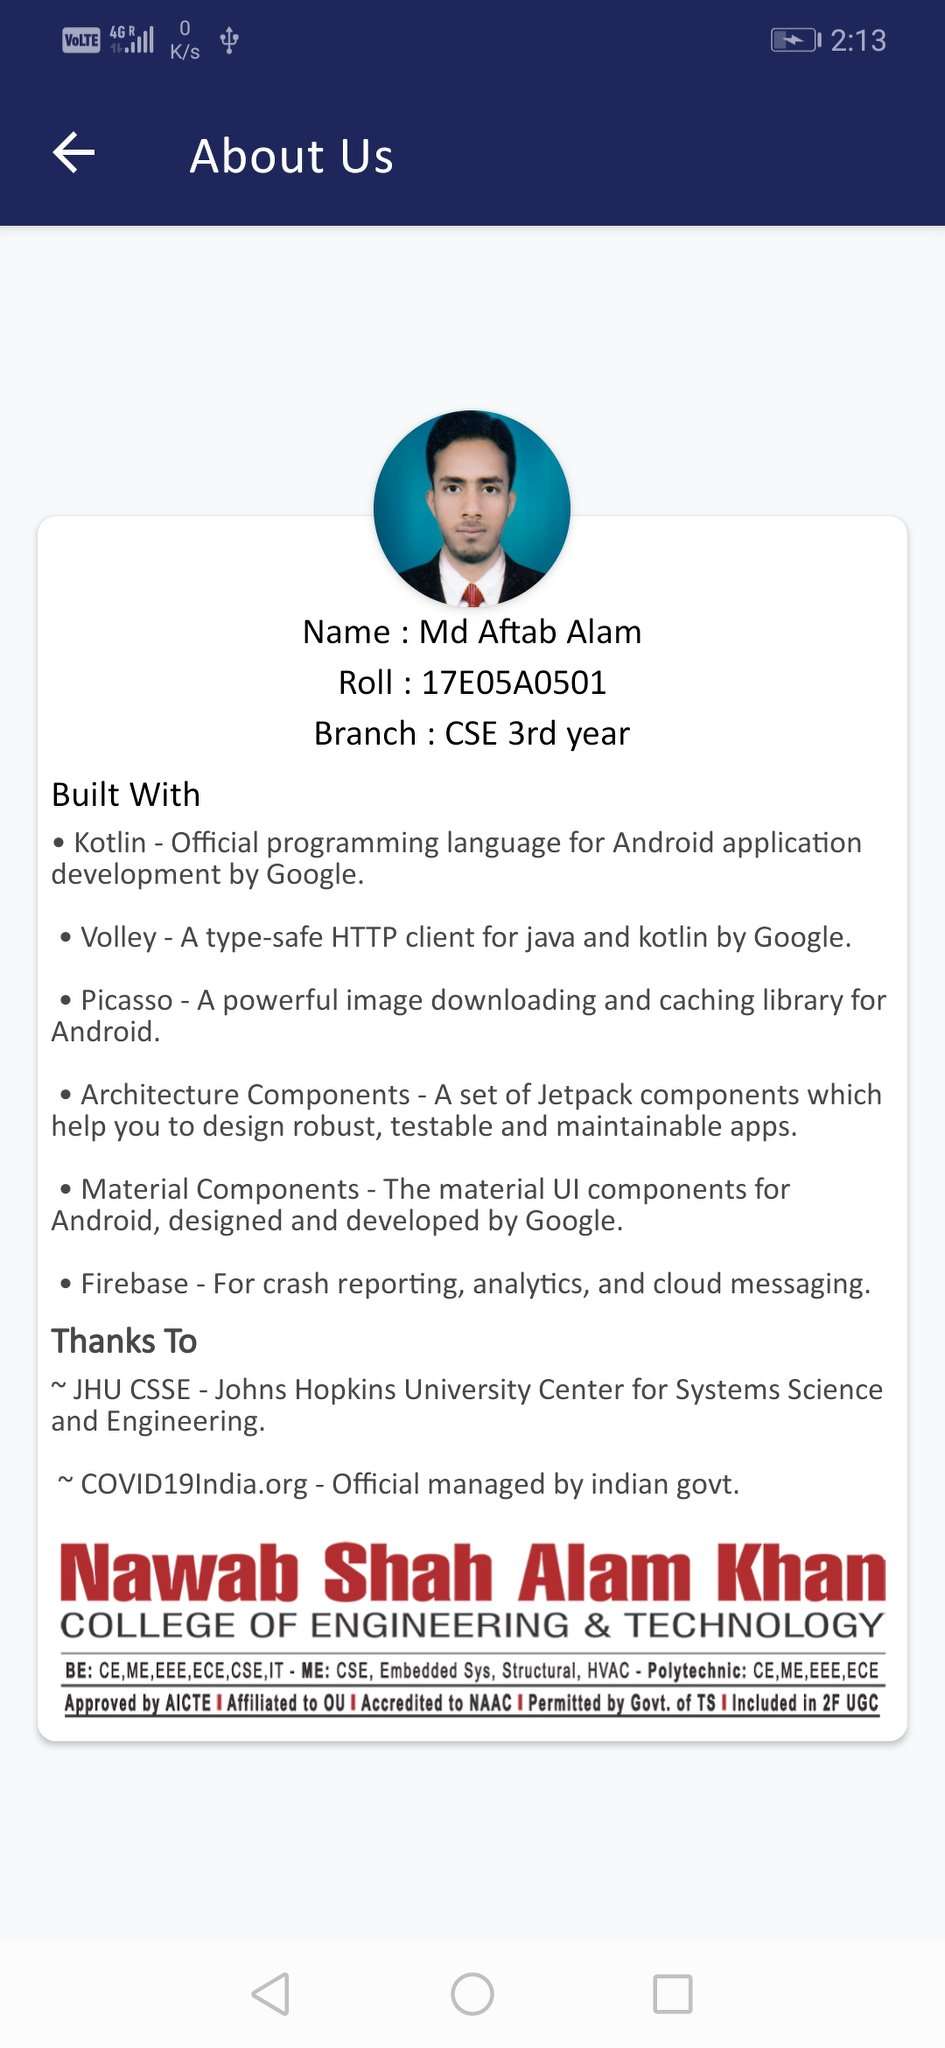 VoLTE 4G R 0 K/s 2:13
About Us
Name : Md Aftab Alam
Roll : 17E05A0501
Branch : CSE 3rd year
Built With
• Kotlin - Official programming language for Android application
development by Google.
• Volley - A type-safe HTTP client for java and kotlin by Google.
• Picasso - A powerful image downloading and caching library for
Android.
• Architecture Components - A set of Jetpack components which
help you to design robust, testable and maintainable apps.
• Material Components - The material UI components for
Android, designed and developed by Google.
• Firebase - For crash reporting, analytics, and cloud messaging.
Thanks To
~ JHU CSSE - Johns Hopkins University Center for Systems Science
and Engineering.
~ COVID19India.org - Official managed by indian govt.
Nawab Shah Alam Khan
COLLEGE OF ENGINEERING & TECHNOLOGY
BE: CE,ME,EEE,ECE,CSE,IT - ME: CSE, Embedded Sys, Structural, HVAC - Polytechnic: CE,ME,EEE,ECE
Approved by AICTE I Affiliated to OU I Accredited to NAAC I Permitted by Govt. of TS I Included in 2F UGC